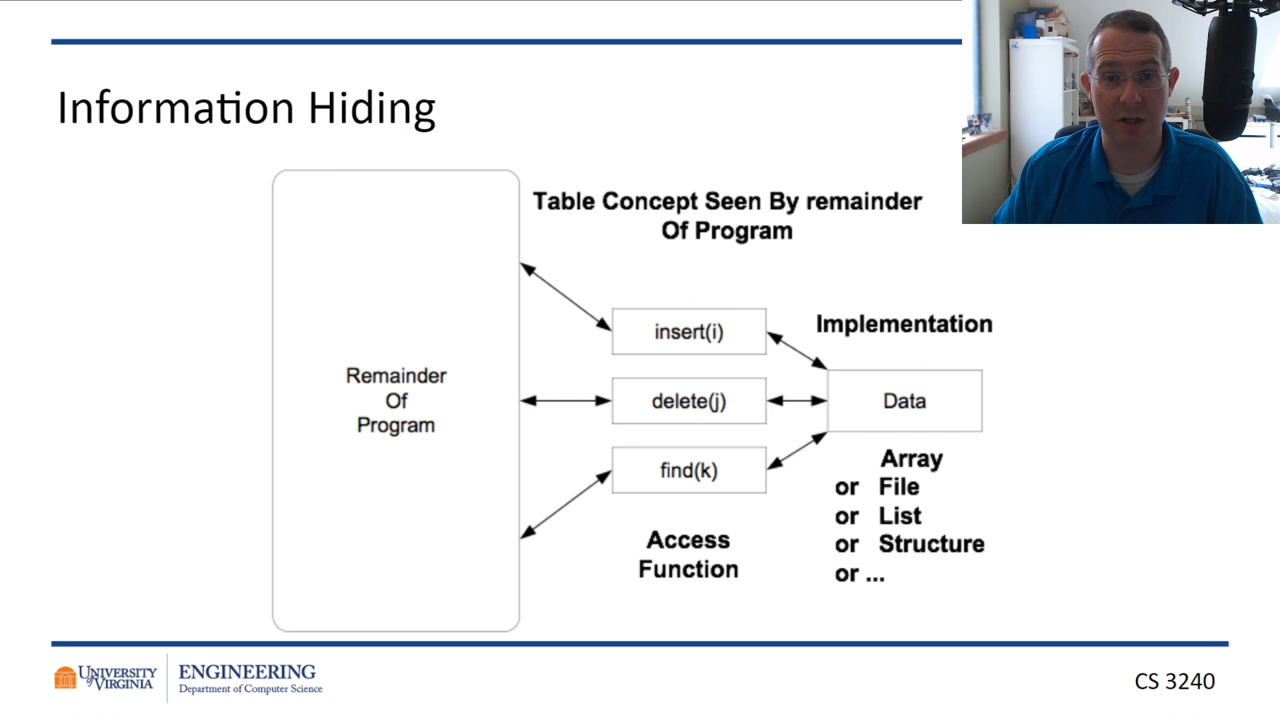 Information Hiding
Table Concept Seen By remainder
Of Program
Remainder
Of
Program
insert(i)
delete(j)
find(k)
Access
Function
Implementation
Data
Array
or File
or List
or Structure
or ...
UNIVERSITY
of VIRGINIA
ENGINEERING
Department of Computer Science
CS 3240